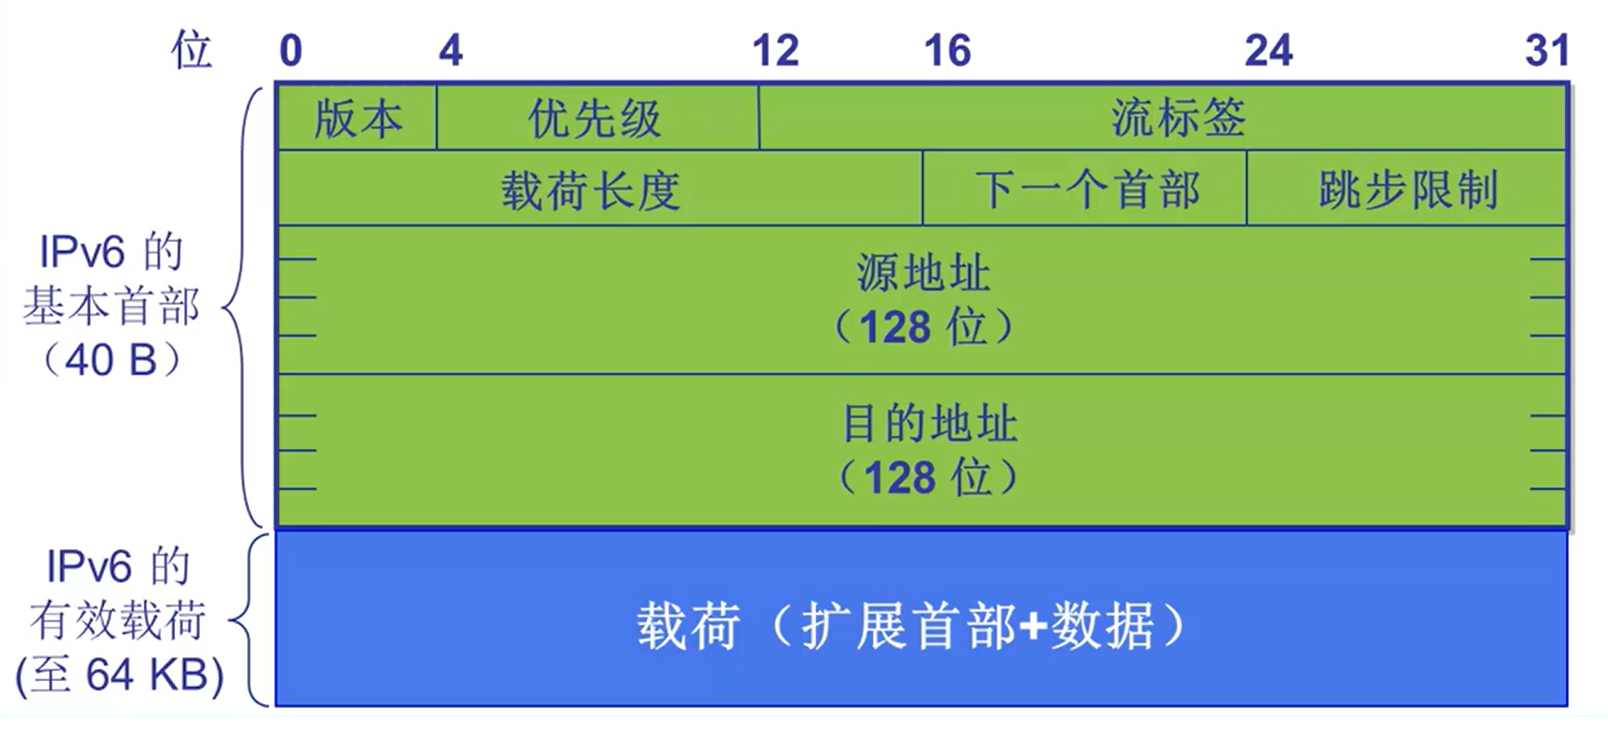 位 0 4 12 16 24 31
版本 优先级 流标签
载荷长度 下一个首部 跳步限制
IPv6 的
基本首部
（40 B）
源地址
（128 位）
目的地址
（128 位）
IPv6 的
有效载荷
(至 64 KB)
载荷（扩展首部+数据）